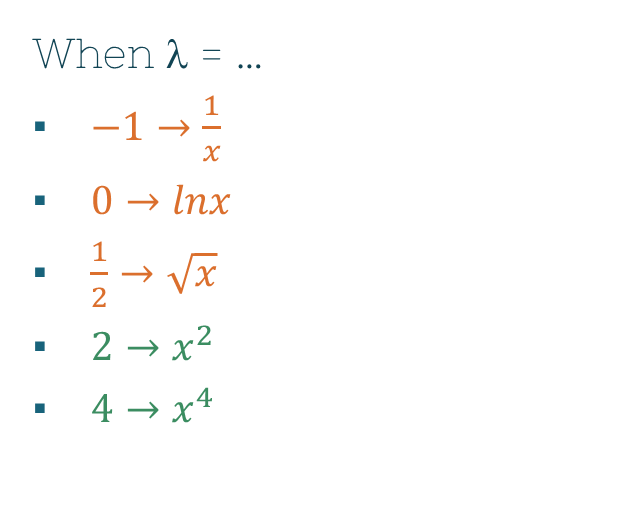 When λ = ...
▪ −1 → 1/x
▪ 0 → lnx
▪ 1/2 → √x
▪ 2 → x²
▪ 4 → x⁴